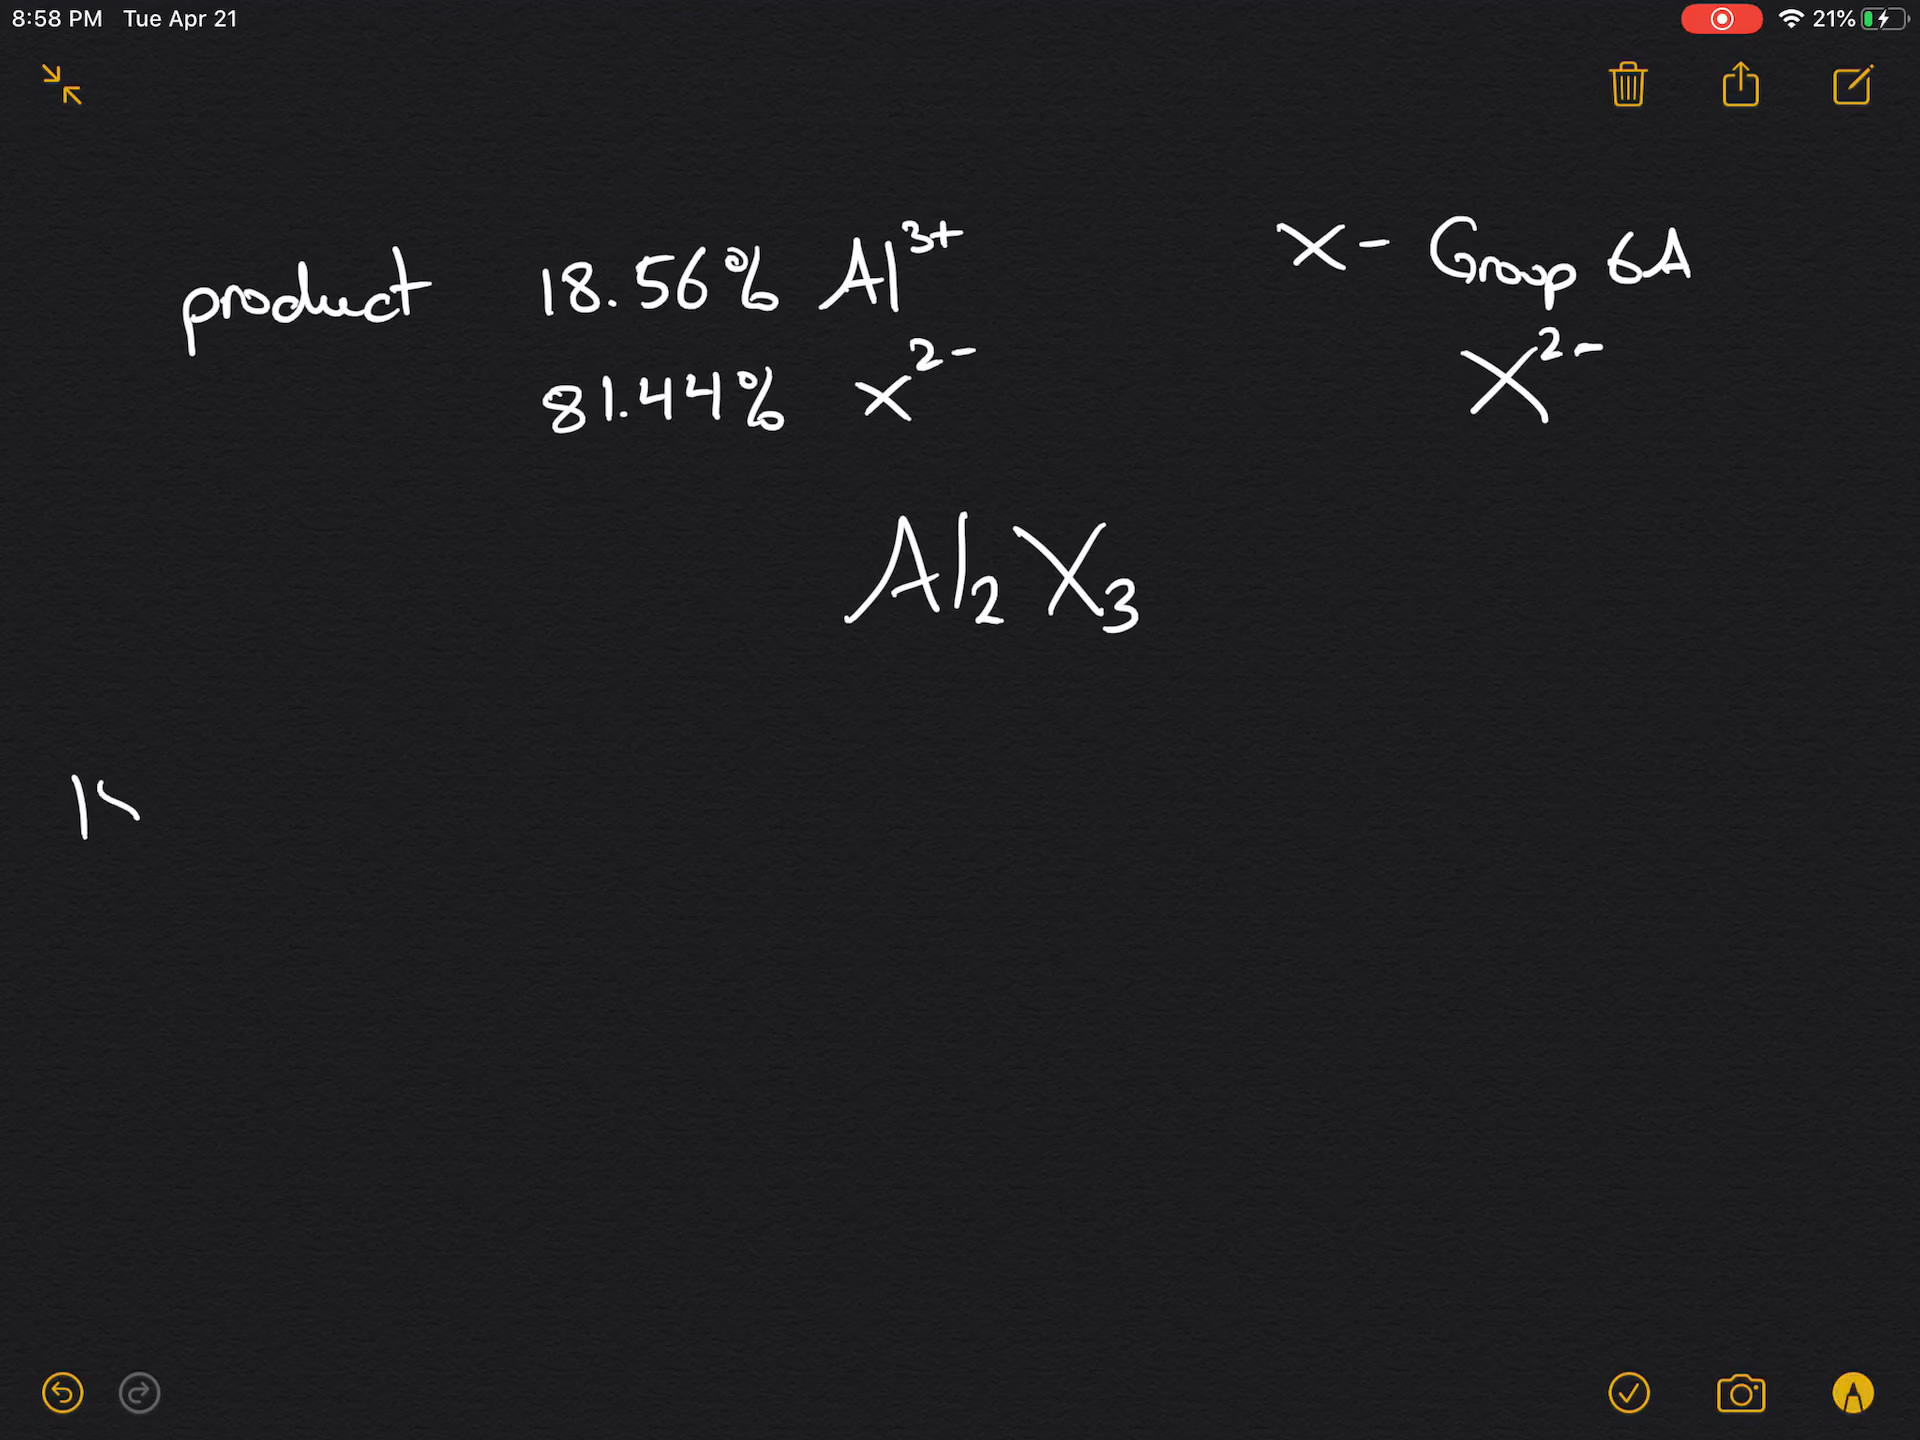 8:58 PM Tue Apr 21
21%
product 18.56% Al³⁺
81.44% x²⁻
X - Group 6A
X²⁻
Al₂X₃